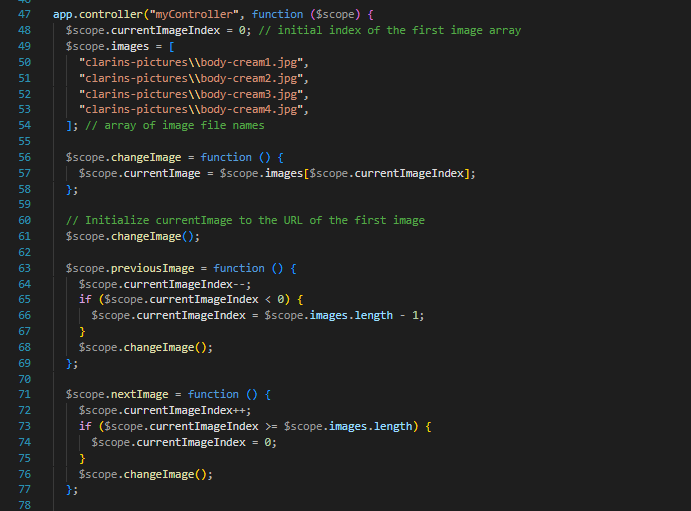 47 app.controller("myController", function ($scope) {
48 $scope.currentImageIndex = 0; // initial index of the first image array
49 $scope.images = [
50 "clarins-pictures\\body-cream1.jpg",
51 "clarins-pictures\\body-cream2.jpg",
52 "clarins-pictures\\body-cream3.jpg",
53 "clarins-pictures\\body-cream4.jpg",
54 ]; // array of image file names
55
56 $scope.changeImage = function () {
57 $scope.currentImage = $scope.images[$scope.currentImageIndex];
58 };
59
60 // Initialize currentImage to the URL of the first image
61 $scope.changeImage();
62
63 $scope.previousImage = function () {
64 $scope.currentImageIndex--;
65 if ($scope.currentImageIndex < 0) {
66 $scope.currentImageIndex = $scope.images.length - 1;
67 }
68 $scope.changeImage();
69 };
70
71 $scope.nextImage = function () {
72 $scope.currentImageIndex++;
73 if ($scope.currentImageIndex >= $scope.images.length) {
74 $scope.currentImageIndex = 0;
75 }
76 $scope.changeImage();
77 };
78